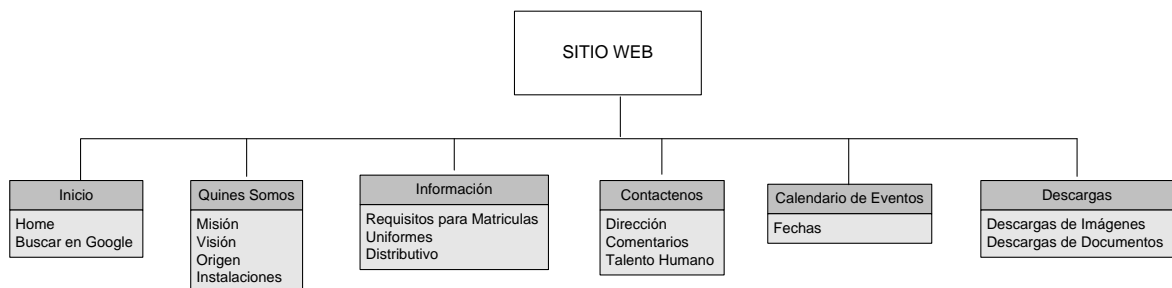 SITIO WEB
Inicio
Home
Buscar en Google
Quines Somos
Misión
Visión
Origen
Instalaciones
Información
Requisitos para Matriculas
Uniformes
Distributivo
Contactenos
Dirección
Comentarios
Talento Humano
Calendario de Eventos
Fechas
Descargas
Descargas de Imágenes
Descargas de Documentos